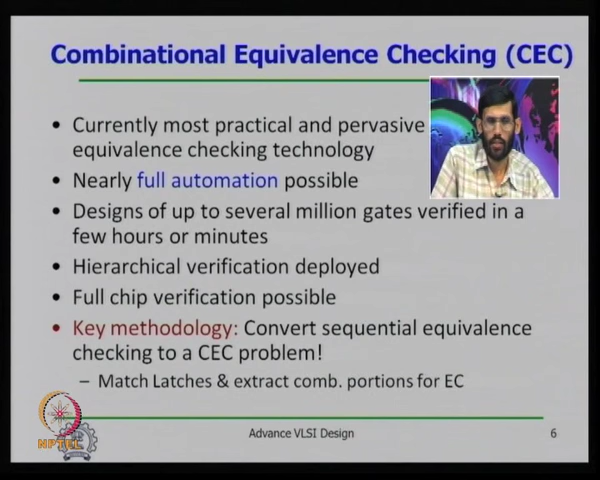 Combinational Equivalence Checking (CEC)
• Currently most practical and pervasive
equivalence checking technology
• Nearly full automation possible
• Designs of up to several million gates verified in a
few hours or minutes
• Hierarchical verification deployed
• Full chip verification possible
• Key methodology: Convert sequential equivalence
checking to a CEC problem!
– Match Latches & extract comb. portions for EC
NPTEL
Advance VLSI Design
6